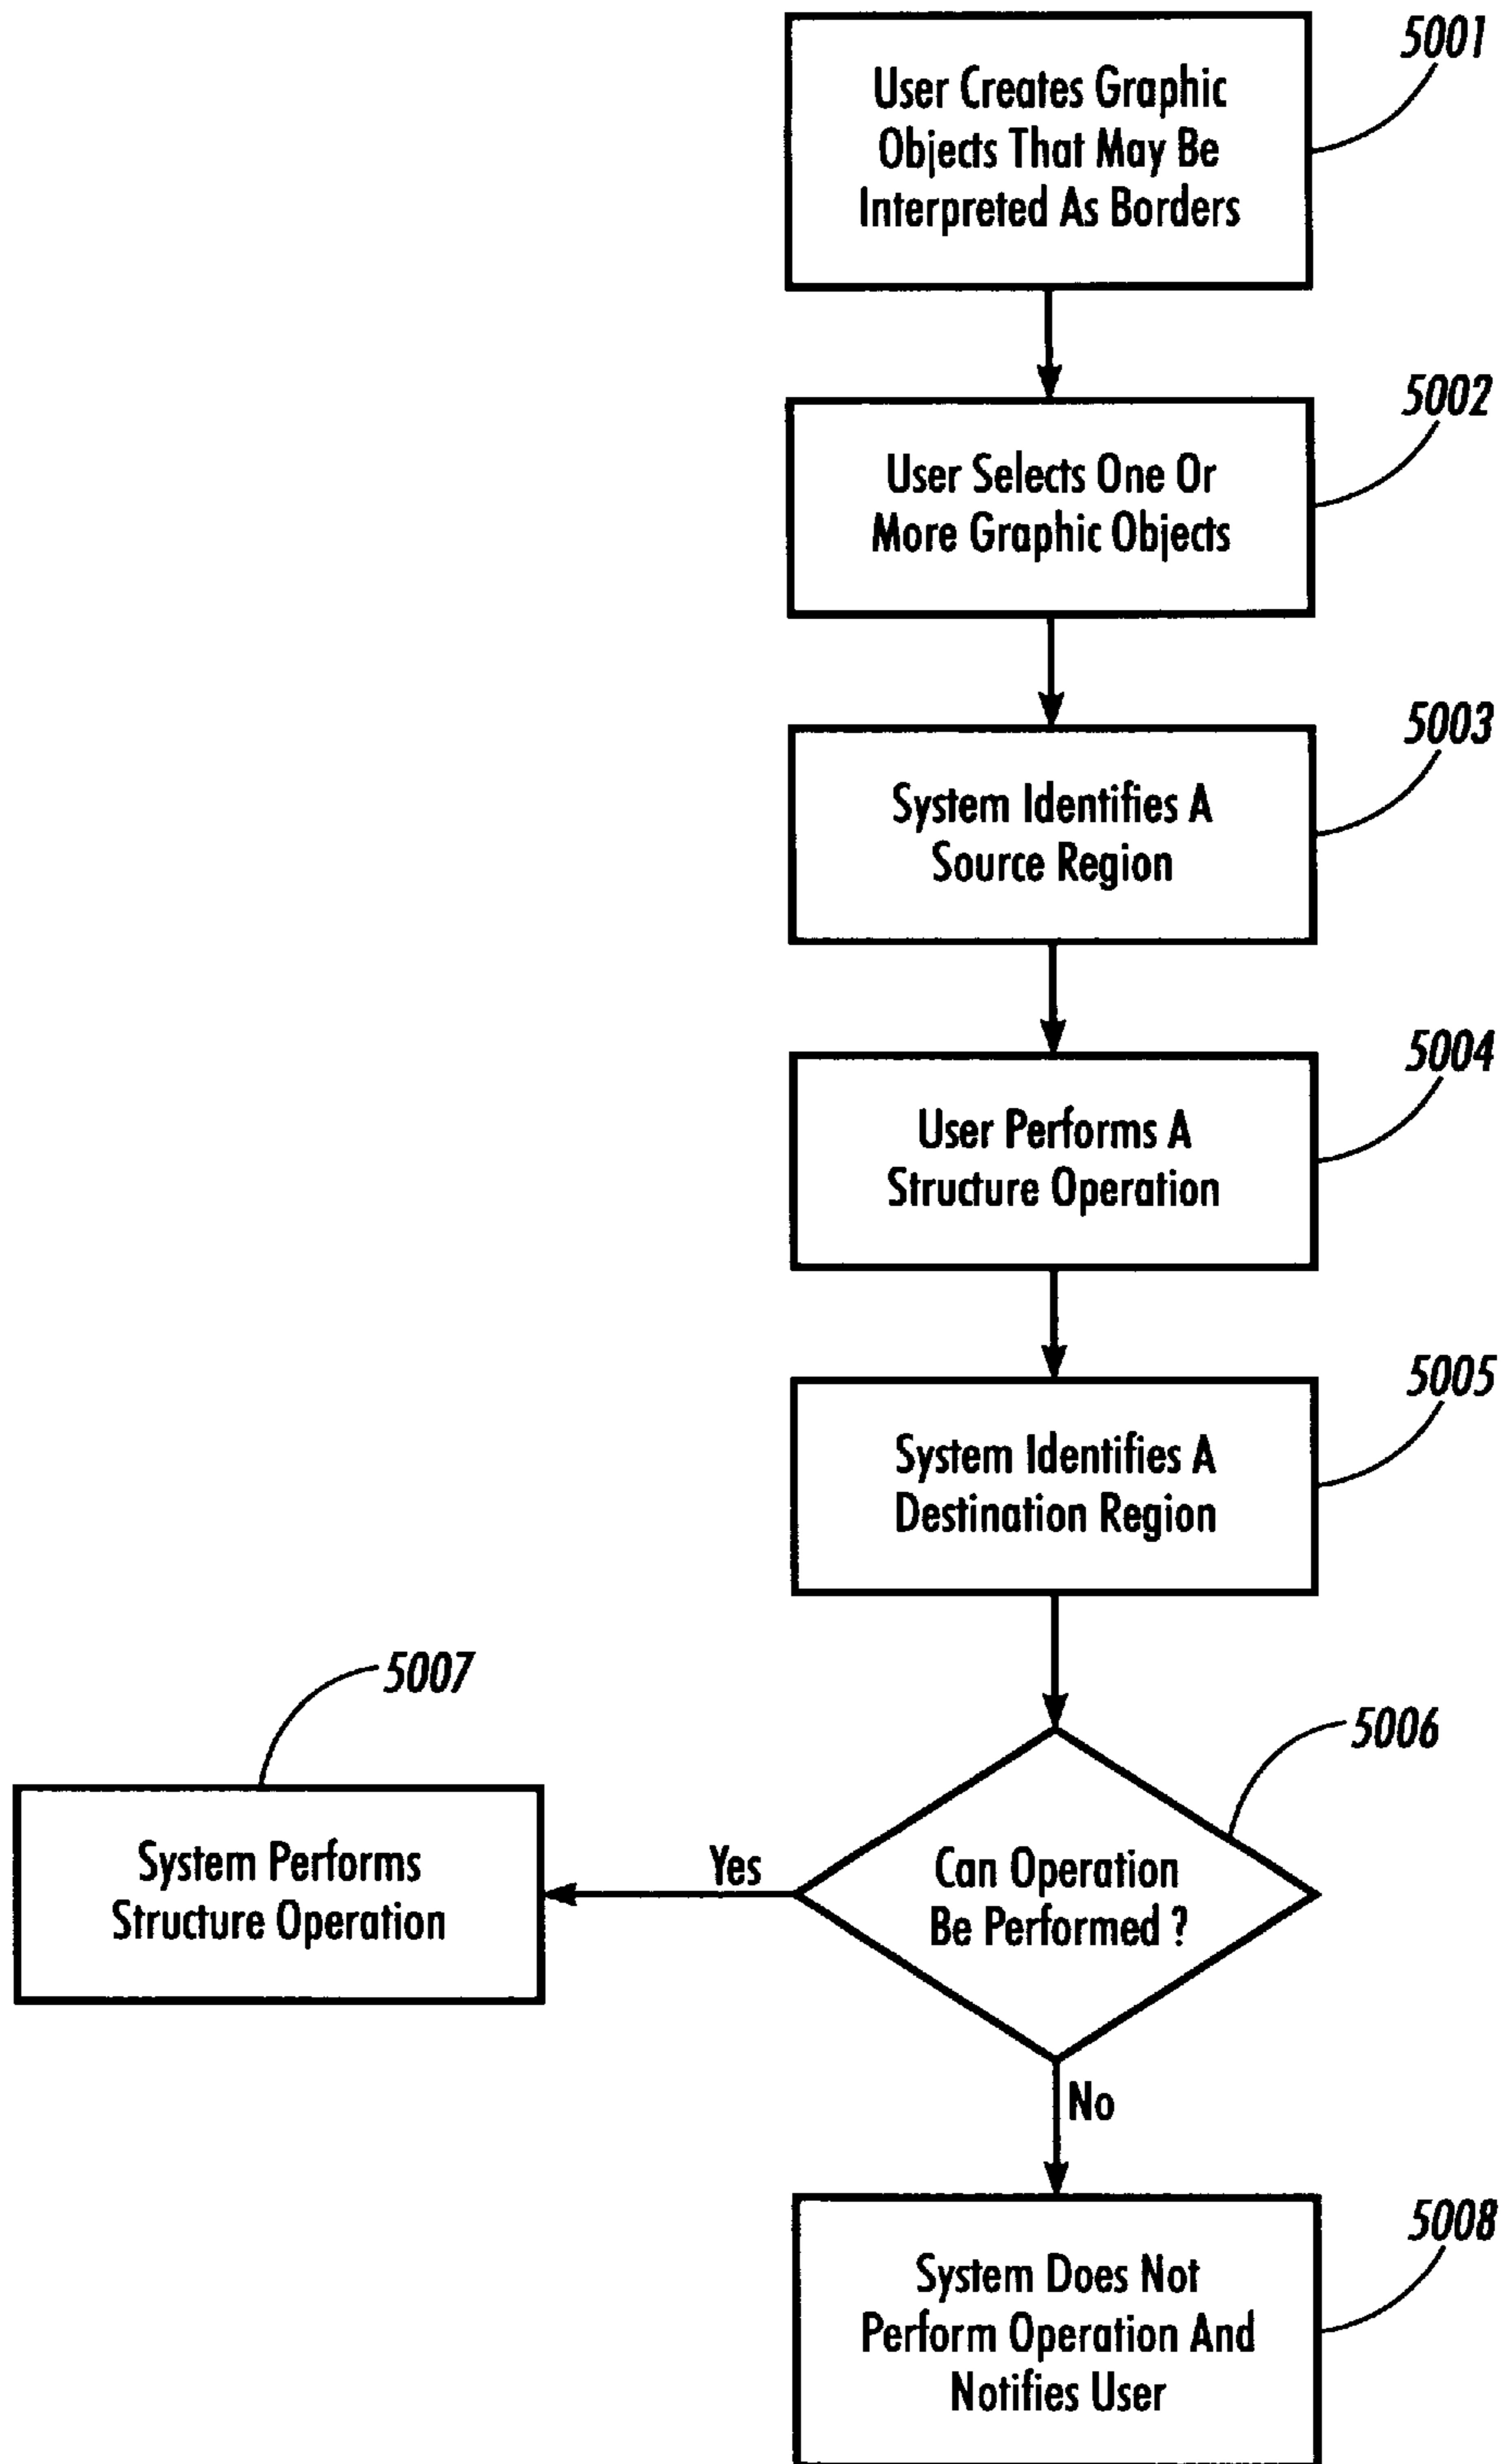 5001
User Creates Graphic
Objects That May Be
Interpreted As Borders
5002
User Selects One Or
More Graphic Objects
5003
System Identifies A
Source Region
5004
User Performs A
Structure Operation
5005
System Identifies A
Destination Region
5007
5006
System Performs
Structure Operation
Yes
Can Operation
Be Performed ?
No
5008
System Does Not
Perform Operation And
Notifies User